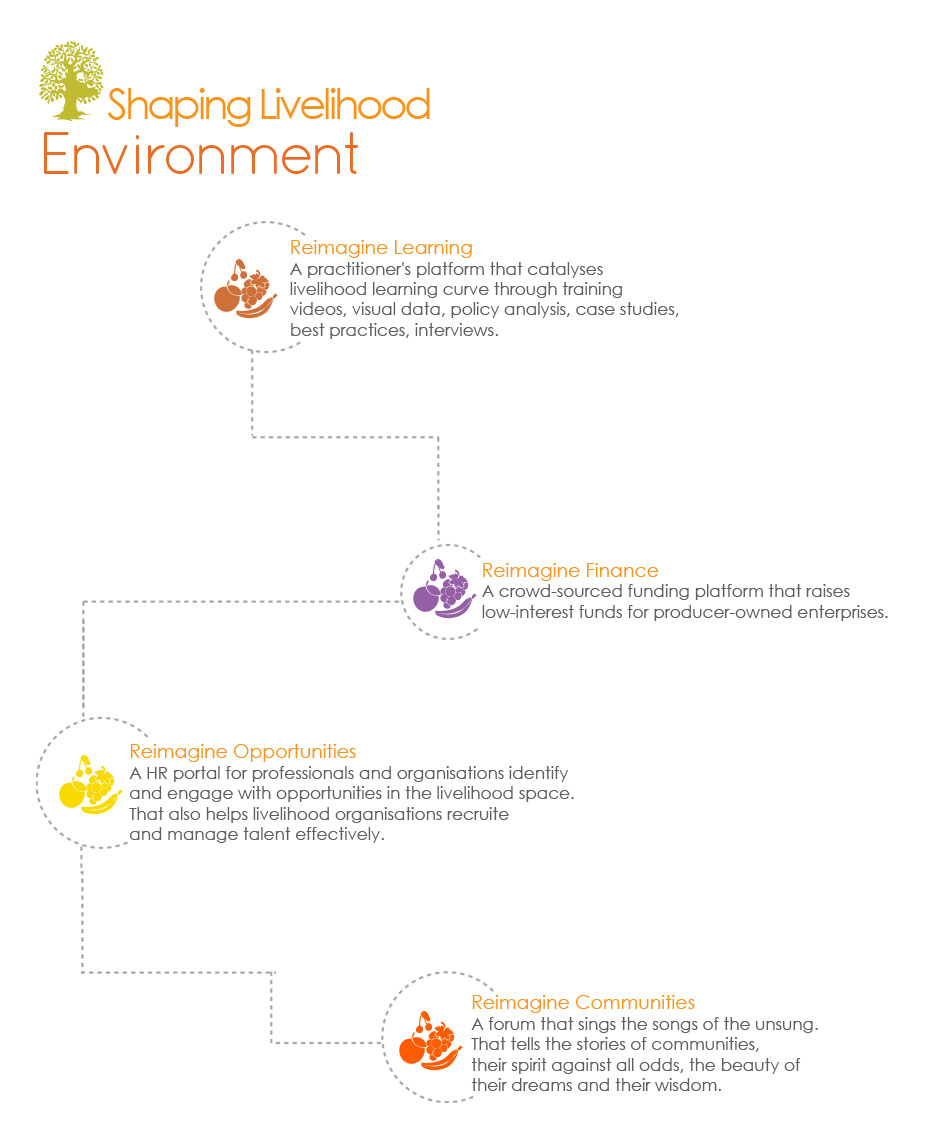 Shaping Livelihood
Environment
Reimagine Learning
A practitioner's platform that catalyses
livelihood learning curve through training
videos, visual data, policy analysis, case studies,
best practices, interviews.
Reimagine Finance
A crowd-sourced funding platform that raises
low-interest funds for producer-owned enterprises.
Reimagine Opportunities
A HR portal for professionals and organisations identify
and engage with opportunities in the livelihood space.
That also helps livelihood organisations recruite
and manage talent effectively.
Reimagine Communities
A forum that sings the songs of the unsung.
That tells the stories of communities,
their spirit against all odds, the beauty of
their dreams and their wisdom.